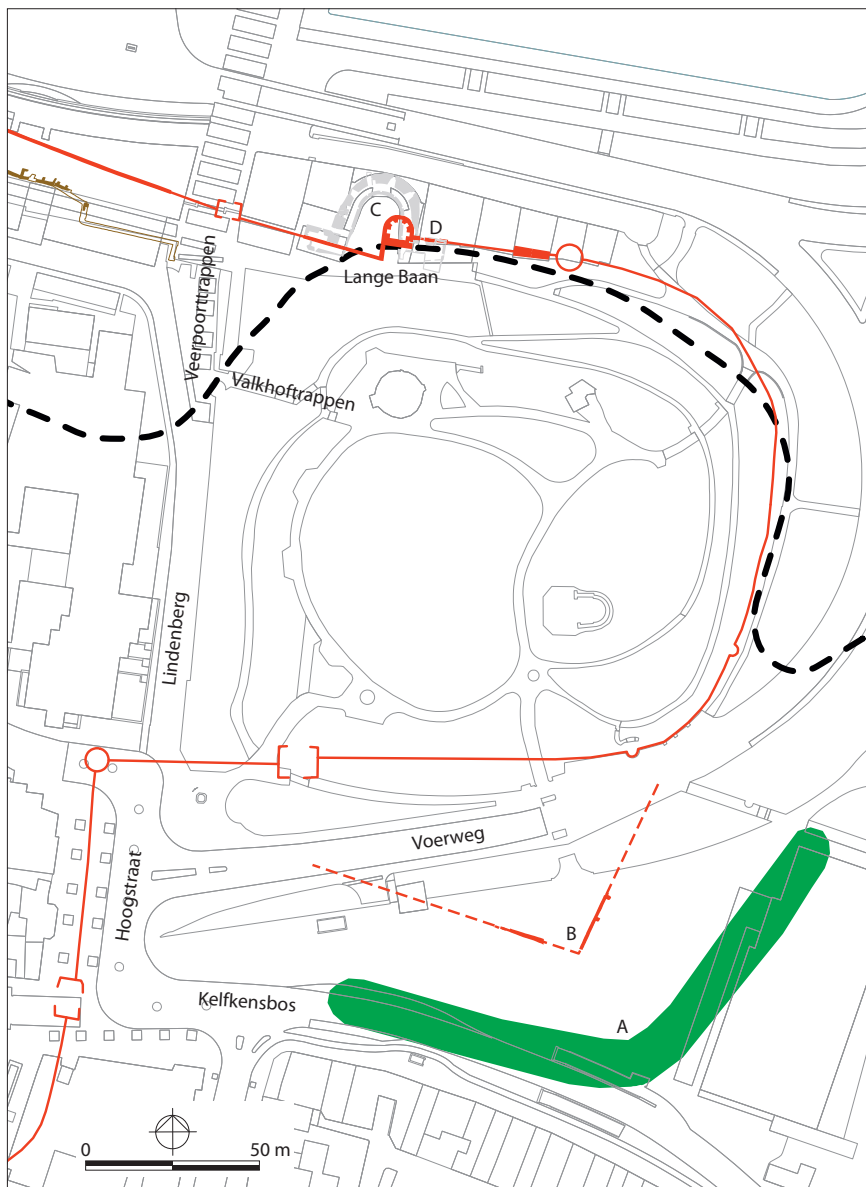 C
D
Lange Baan
Veerpoorttrappen
Valkhoftrappen
Lindenberg
Voerweg
Hoogstraat
B
Kelfkensbos
A
0
50 m